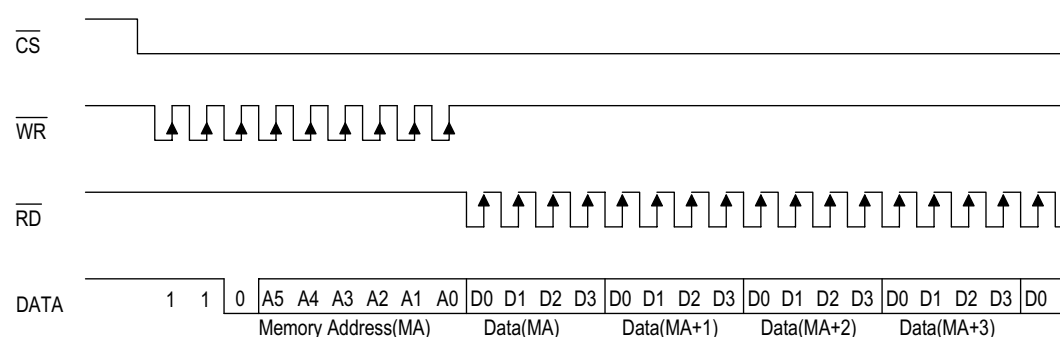 CS
WR
RD
DATA 1 1 0 A5 A4 A3 A2 A1 A0 D0 D1 D2 D3 D0 D1 D2 D3 D0 D1 D2 D3 D0 D1 D2 D3 D0
Memory Address(MA) Data(MA) Data(MA+1) Data(MA+2) Data(MA+3)